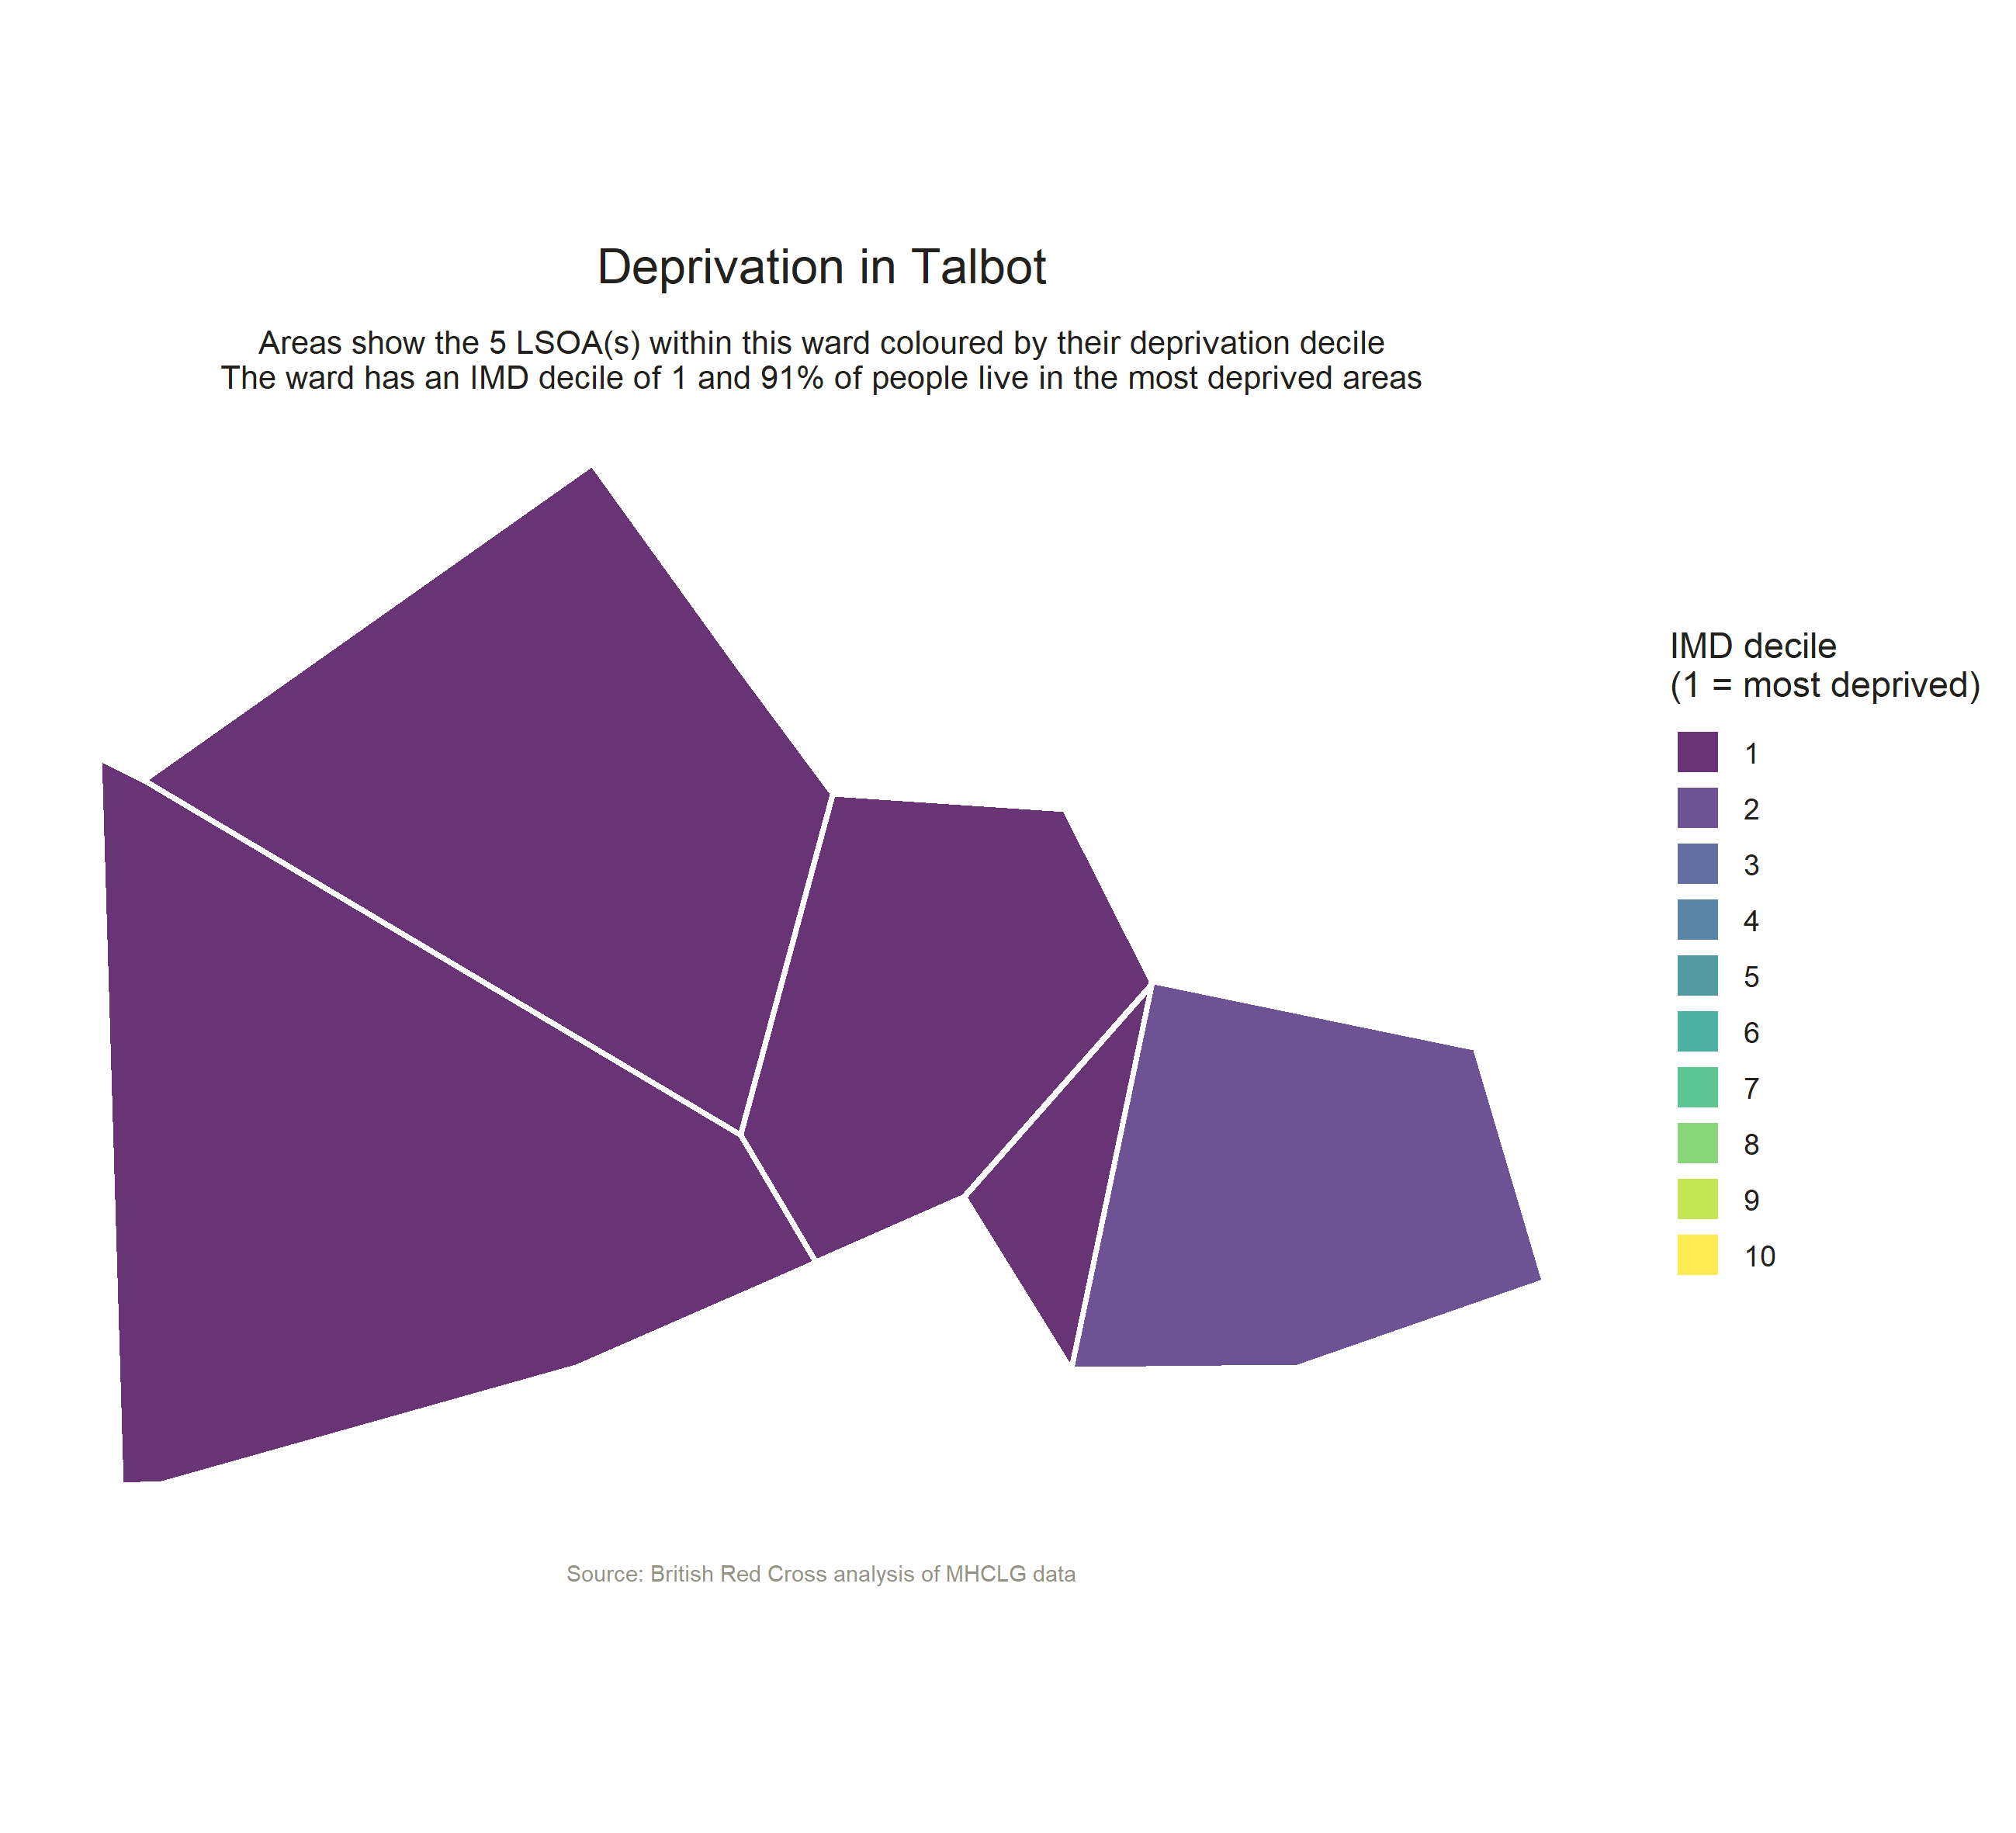 Deprivation in Talbot
Areas show the 5 LSOA(s) within this ward coloured by their deprivation decile
The ward has an IMD decile of 1 and 91% of people live in the most deprived areas
IMD decile
(1 = most deprived)
1
2
3
4
5
6
7
8
9
10
Source: British Red Cross analysis of MHCLG data